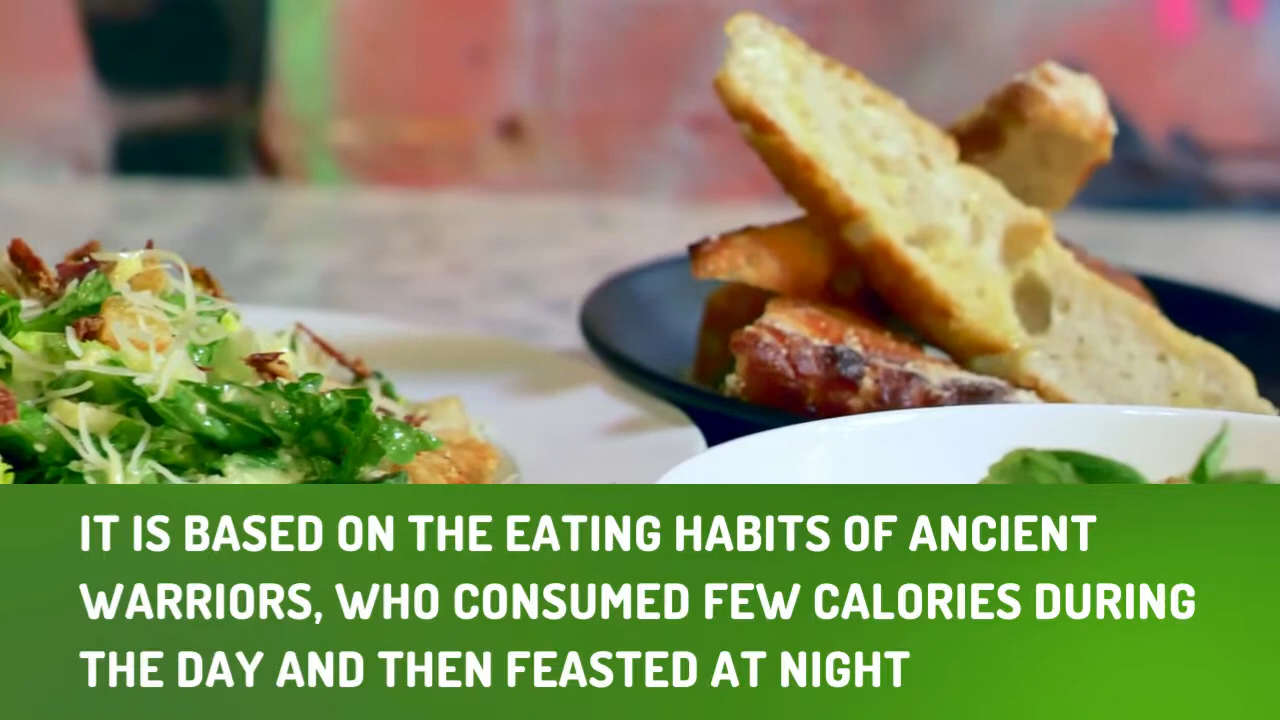 IT IS BASED ON THE EATING HABITS OF ANCIENT
WARRIORS, WHO CONSUMED FEW CALORIES DURING
THE DAY AND THEN FEASTED AT NIGHT